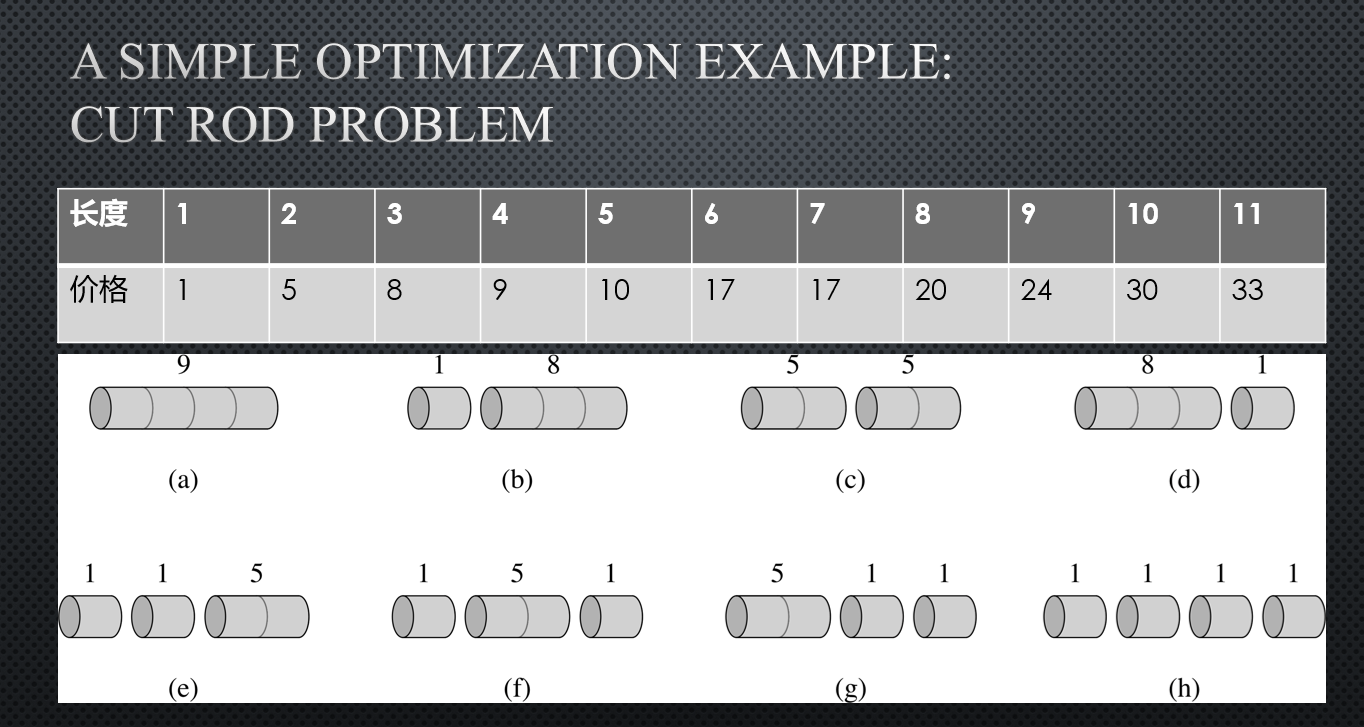 A SIMPLE OPTIMIZATION EXAMPLE:
CUT ROD PROBLEM
长度 1 2 3 4 5 6 7 8 9 10 11
价格 1 5 8 9 10 17 17 20 24 30 33
9 1 8 5 5 8 1
(a) (b) (c) (d)
1 1 5 1 5 1 5 1 1 1 1 1 1
(e) (f) (g) (h)